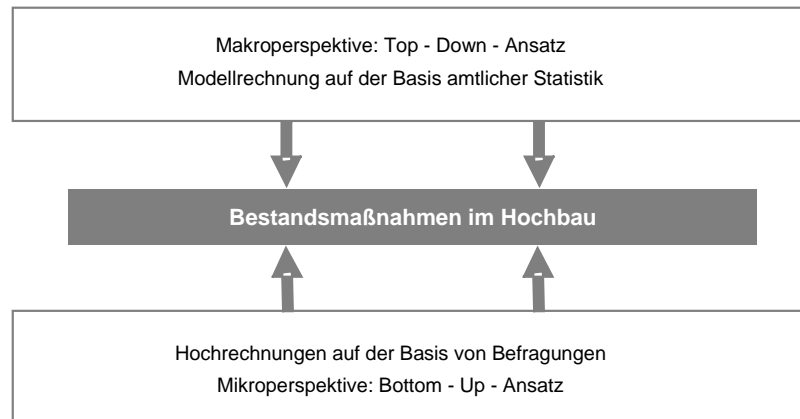 Makroperspektive: Top - Down - Ansatz
Modellrechnung auf der Basis amtlicher Statistik
Bestandsmaßnahmen im Hochbau
Hochrechnungen auf der Basis von Befragungen
Mikroperspektive: Bottom - Up - Ansatz